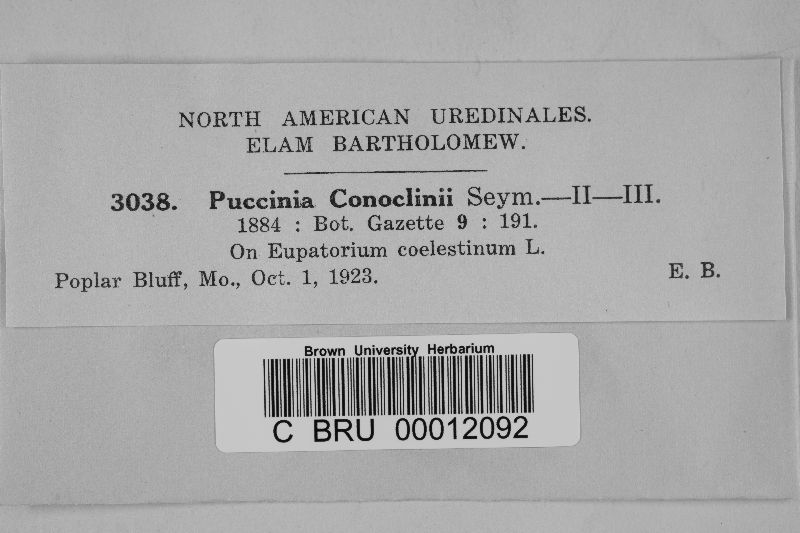 NORTH AMERICAN UREDINALES.
ELAM BARTHOLOMEW.
3038. Puccinia Conoclinii Seym.—II—III.
1884 : Bot. Gazette 9 : 191.
On Eupatorium coelestinum L.
Poplar Bluff, Mo., Oct. 1, 1923. E. B.
Brown University Herbarium
C BRU 00012092